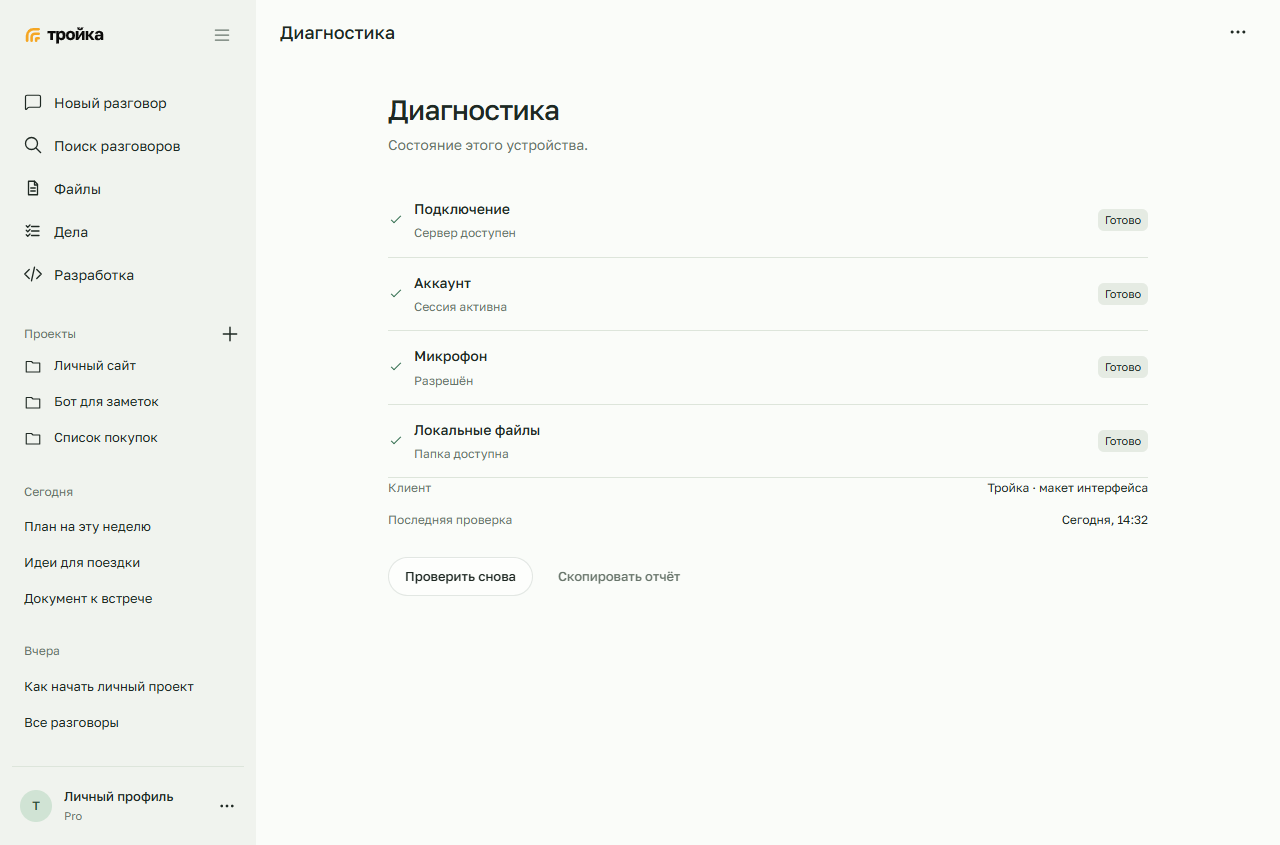 тройка
Новый разговор
Поиск разговоров
Файлы
Дела
Разработка
Проекты
Личный сайт
Бот для заметок
Список покупок
Сегодня
План на эту неделю
Идеи для поездки
Документ к встрече
Вчера
Как начать личный проект
Все разговоры
Т
Личный профиль
Pro
Диагностика
Диагностика
Состояние этого устройства.
Подключение
Сервер доступен
Готово
Аккаунт
Сессия активна
Готово
Микрофон
Разрешён
Готово
Локальные файлы
Папка доступна
Готово
Клиент
Тройка · макет интерфейса
Последняя проверка
Сегодня, 14:32
Проверить снова
Скопировать отчёт